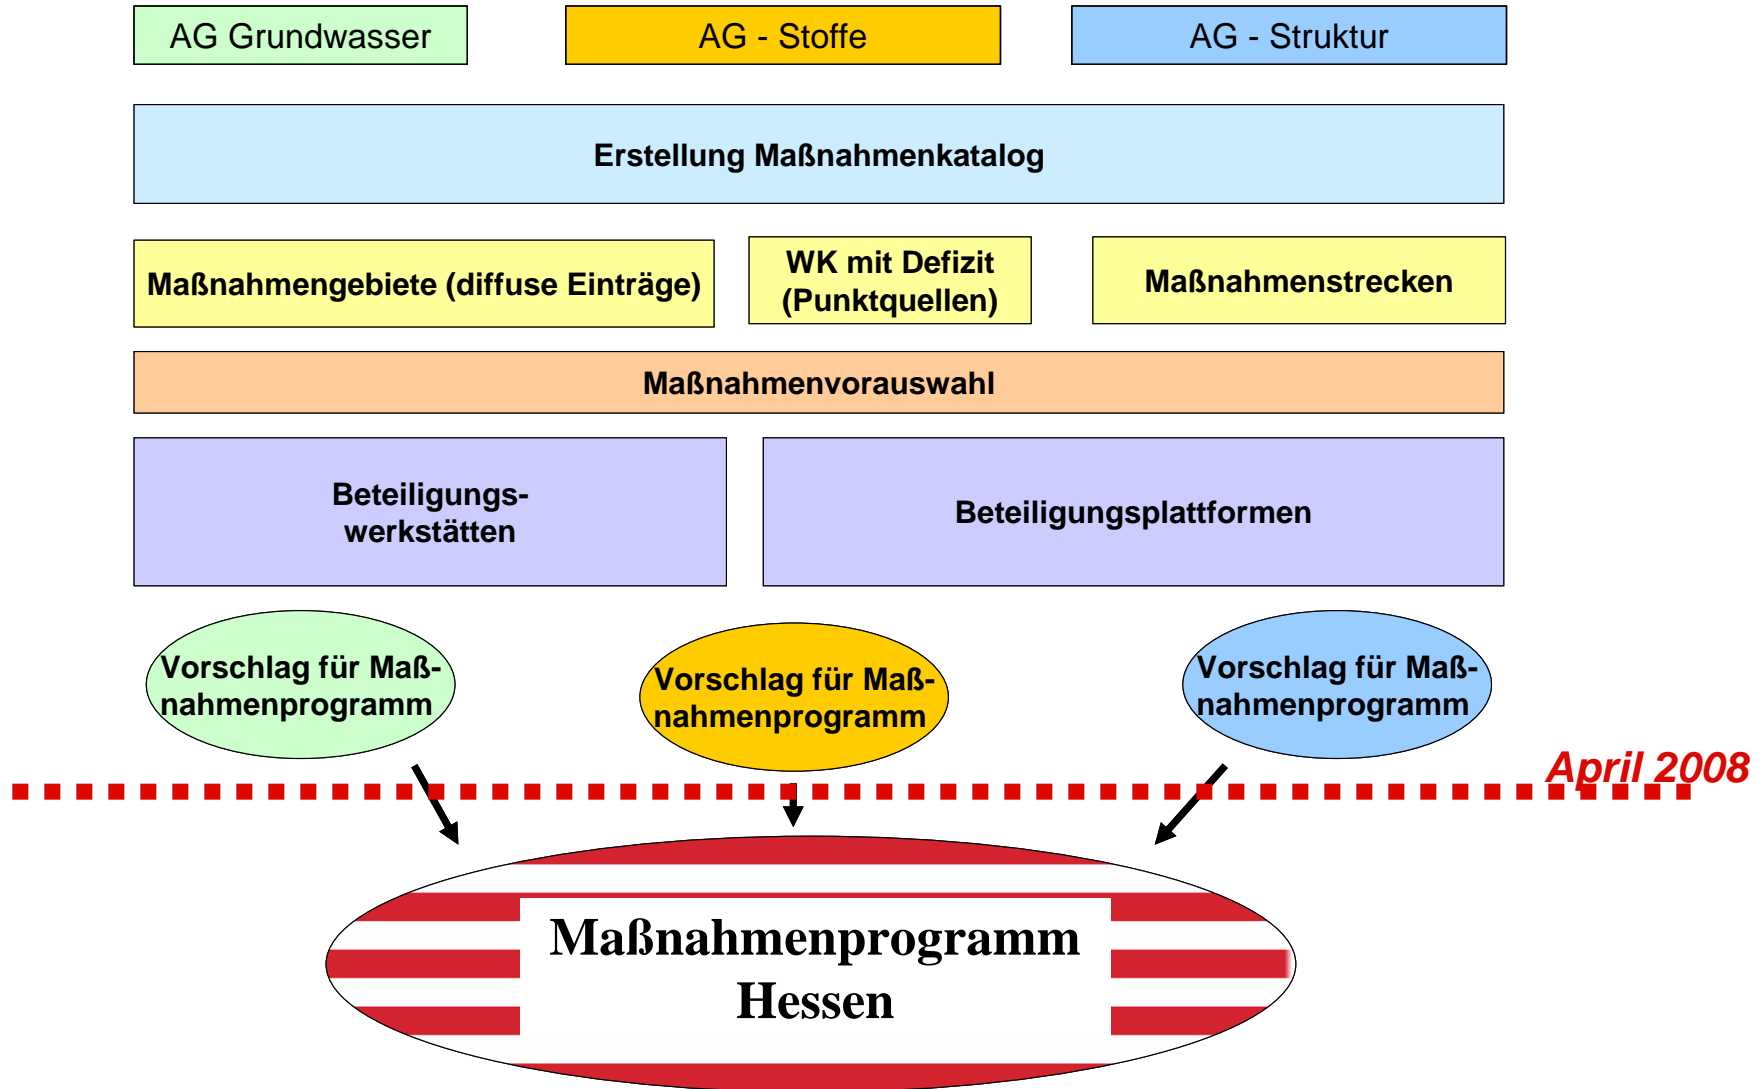 AG Grundwasser
AG - Stoffe
AG - Struktur
Erstellung Maßnahmenkatalog
Maßnahmengebiete (diffuse Einträge)
WK mit Defizit
(Punktquellen)
Maßnahmenstrecken
Maßnahmenvorauswahl
Beteiligungs-
werkstätten
Beteiligungsplattformen
Vorschlag für Maß-
nahmenprogramm
Vorschlag für Maß-
nahmenprogramm
Vorschlag für Maß-
nahmenprogramm
April 2008
Maßnahmenprogramm
Hessen